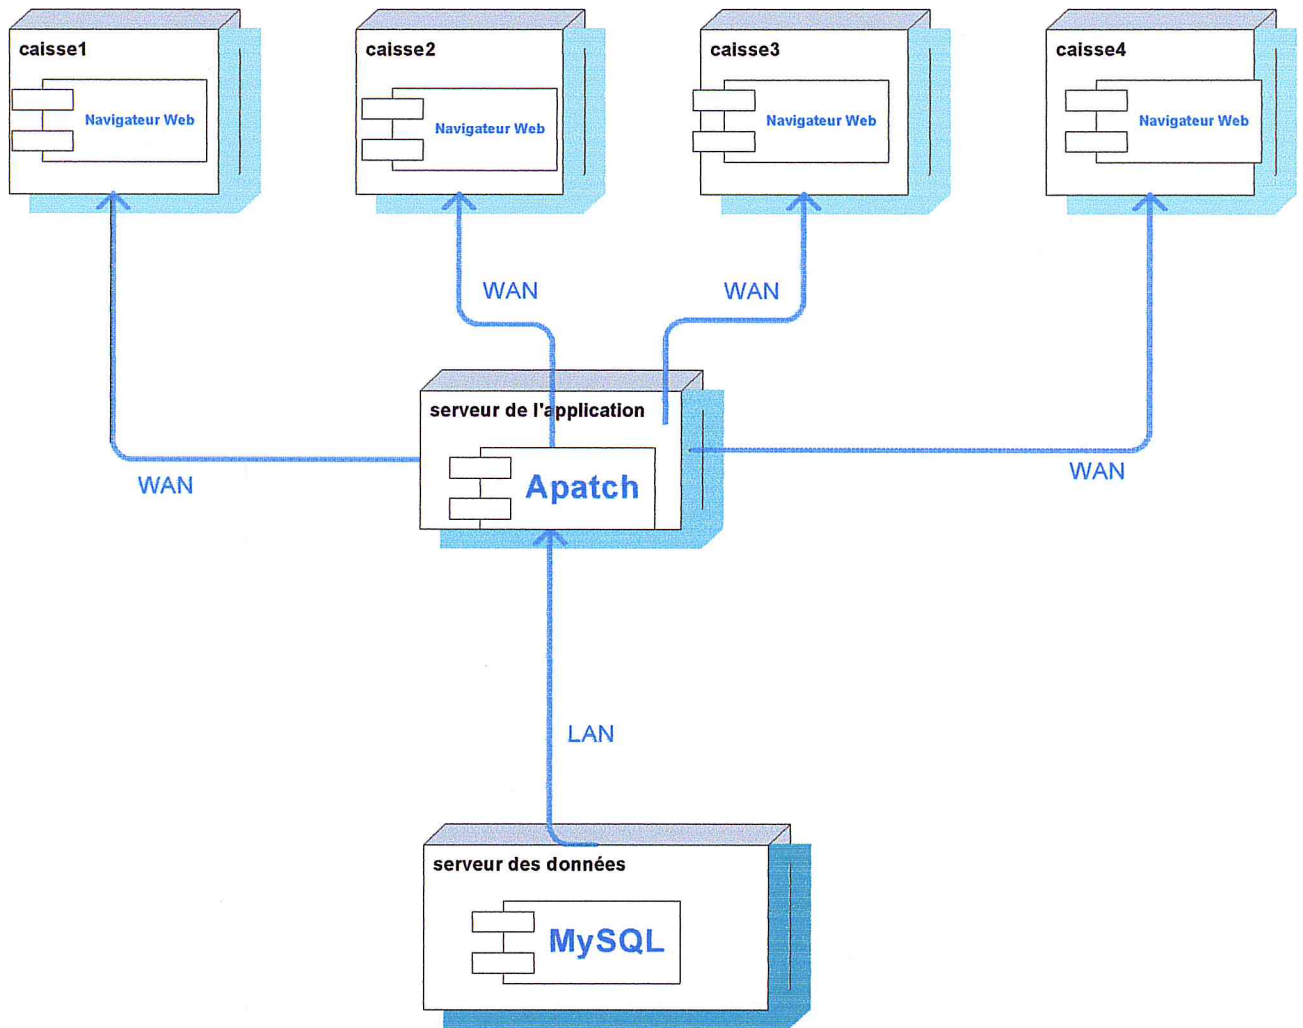 caisse1
caisse2
caisse3
caisse4
Navigateur Web
Navigateur Web
Navigateur Web
Navigateur Web
WAN
WAN
serveur de l'application
WAN
WAN
Apatch
LAN
serveur des données
MySQL